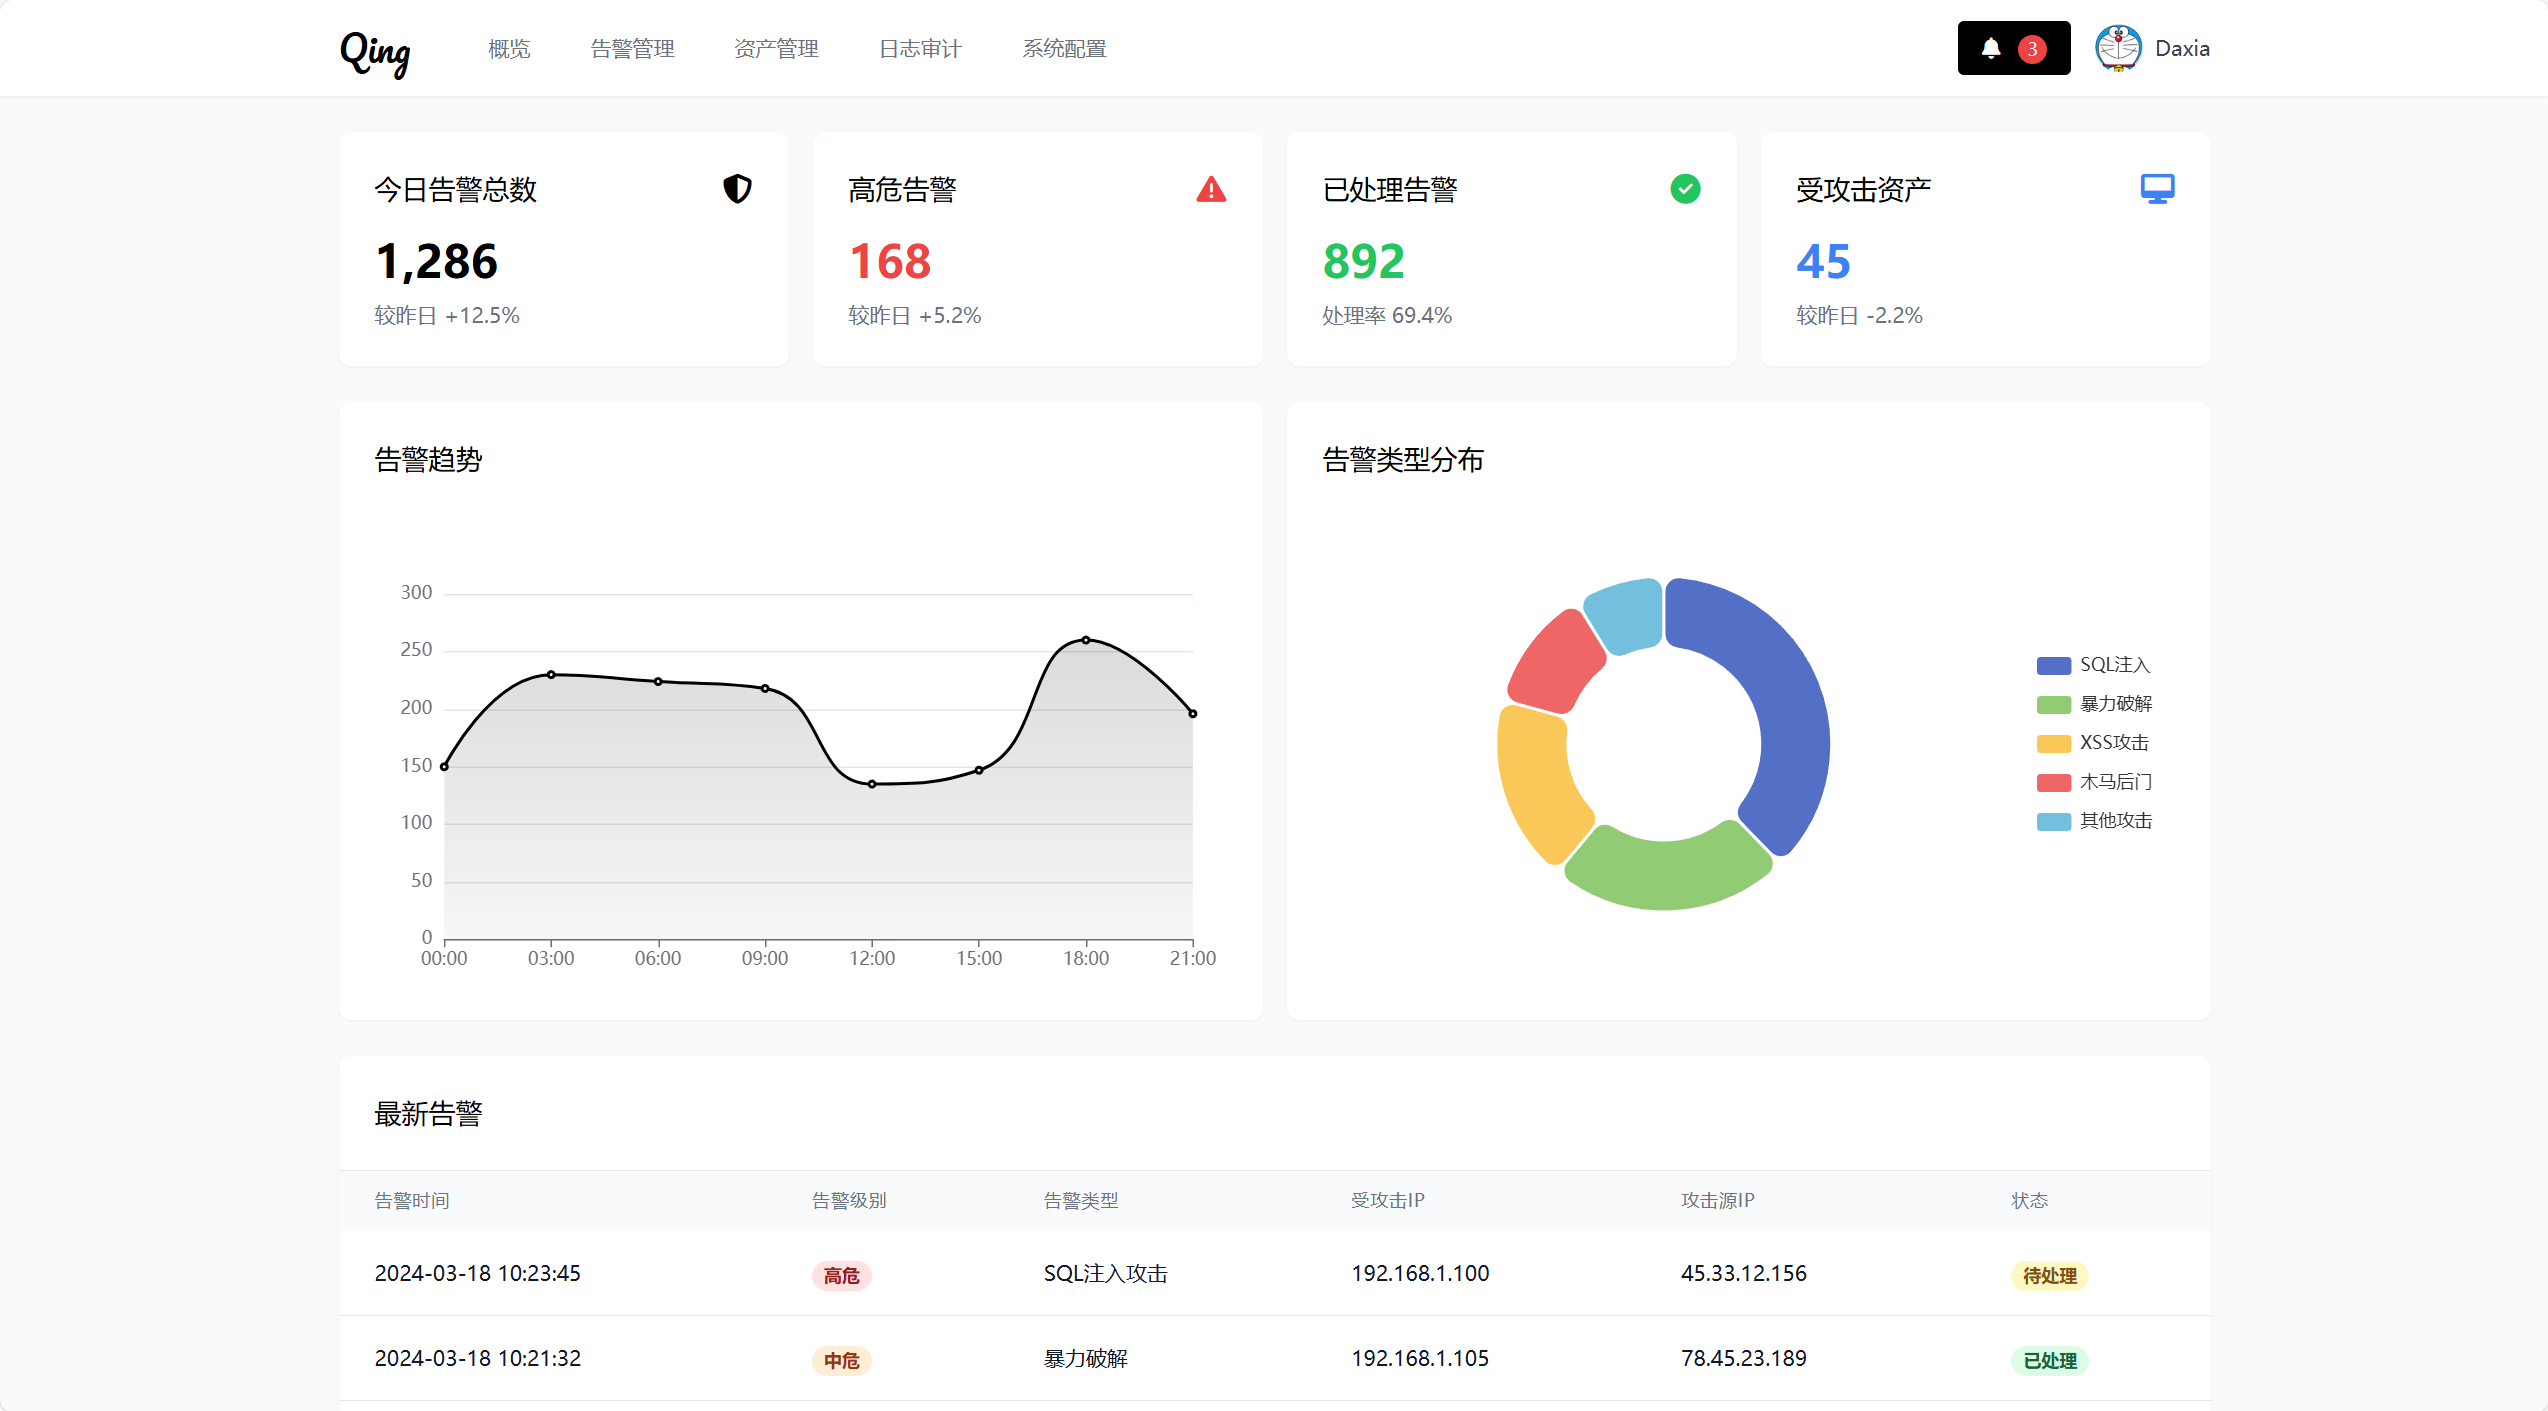 Qing 概览 告警管理 资产管理 日志审计 系统配置 3 Daxia
今日告警总数
1,286
较昨日 +12.5%
高危告警
168
较昨日 +5.2%
已处理告警
892
处理率 69.4%
受攻击资产
45
较昨日 -2.2%
告警趋势
300
250
200
150
100
50
0
00:00 03:00 06:00 09:00 12:00 15:00 18:00 21:00
告警类型分布
SQL注入
暴力破解
XSS攻击
木马后门
其他攻击
最新告警
告警时间 告警级别 告警类型 受攻击IP 攻击源IP 状态
2024-03-18 10:23:45 高危 SQL注入攻击 192.168.1.100 45.33.12.156 待处理
2024-03-18 10:21:32 中危 暴力破解 192.168.1.105 78.45.23.189 已处理